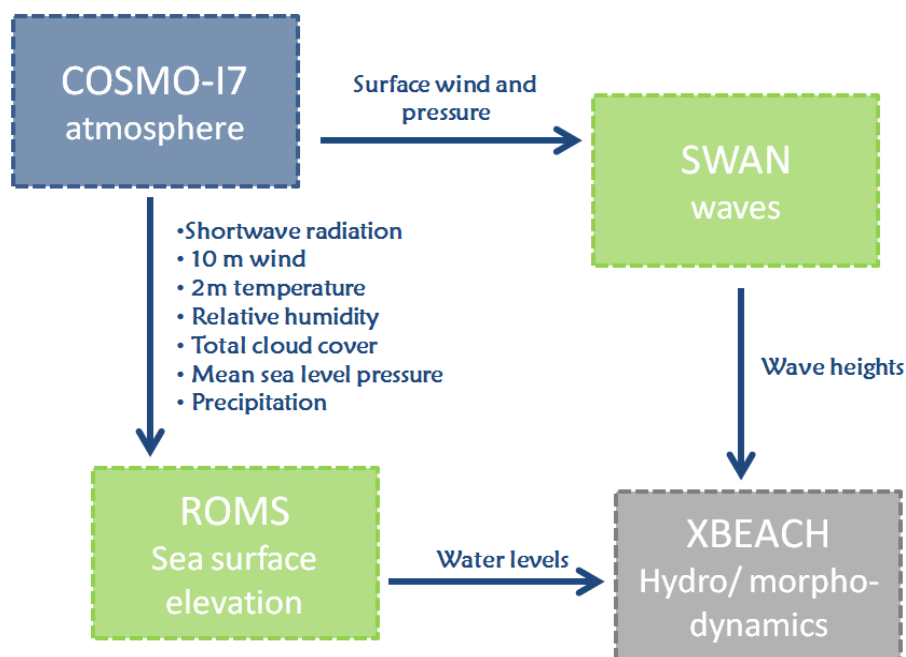 COSMO-I7
atmosphere
Surface wind and
pressure
SWAN
waves
•Shortwave radiation
• 10 m wind
• 2m temperature
• Relative humidity
• Total cloud cover
• Mean sea level pressure
• Precipitation
Wave heights
ROMS
Sea surface
elevation
Water levels
XBEACH
Hydro/ morpho-
dynamics